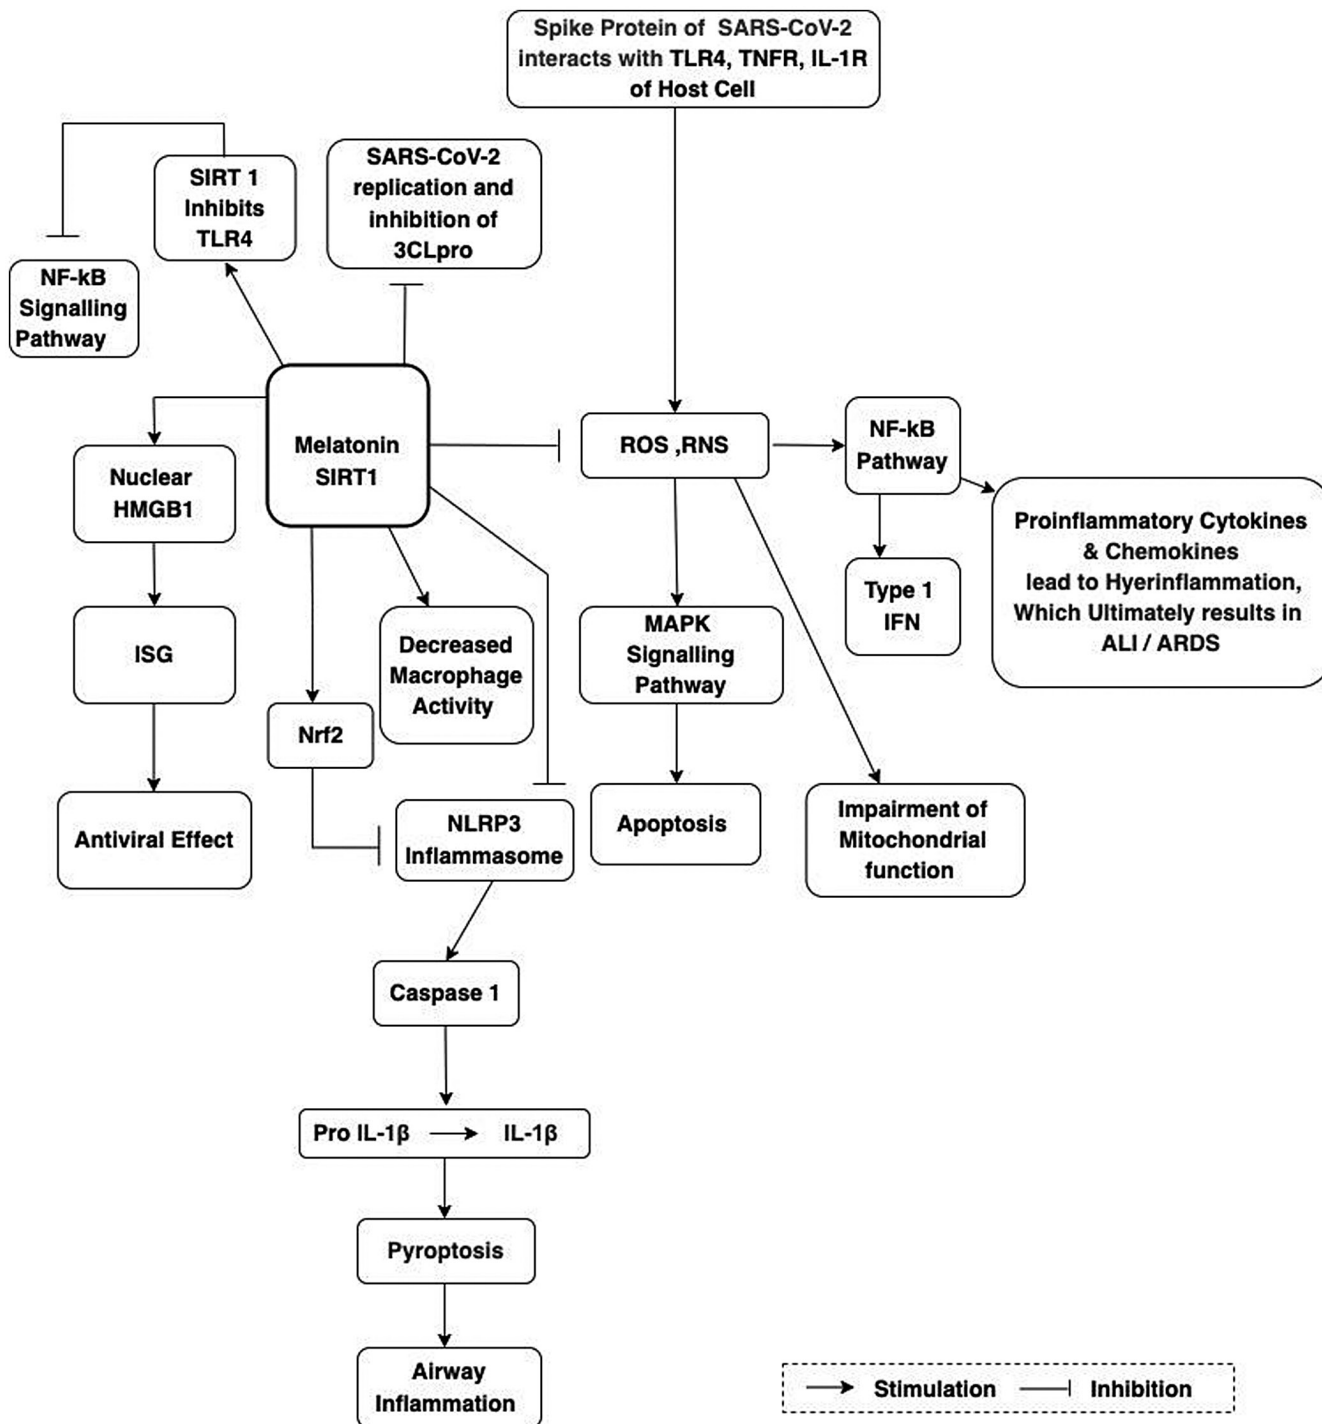 Spike Protein of SARS-CoV-2
interacts with TLR4, TNFR, IL-1R
of Host Cell
SIRT 1
Inhibits
TLR4
SARS-CoV-2
replication and
inhibition of
3CLpro
NF-kB
Signalling
Pathway
Melatonin
SIRT1
ROS ,RNS
NF-kB
Pathway
Nuclear
HMGB1
Proinflammatory Cytokines
& Chemokines
lead to Hyerinflammation,
Which Ultimately results in
ALI / ARDS
Type 1
IFN
ISG
Decreased
Macrophage
Activity
MAPK
Signalling
Pathway
Nrf2
Antiviral Effect
NLRP3
Inflammasome
Apoptosis
Impairment of
Mitochondrial
function
Caspase 1
Pro IL-1β IL-1β
Pyroptosis
Airway
Inflammation
Stimulation Inhibition